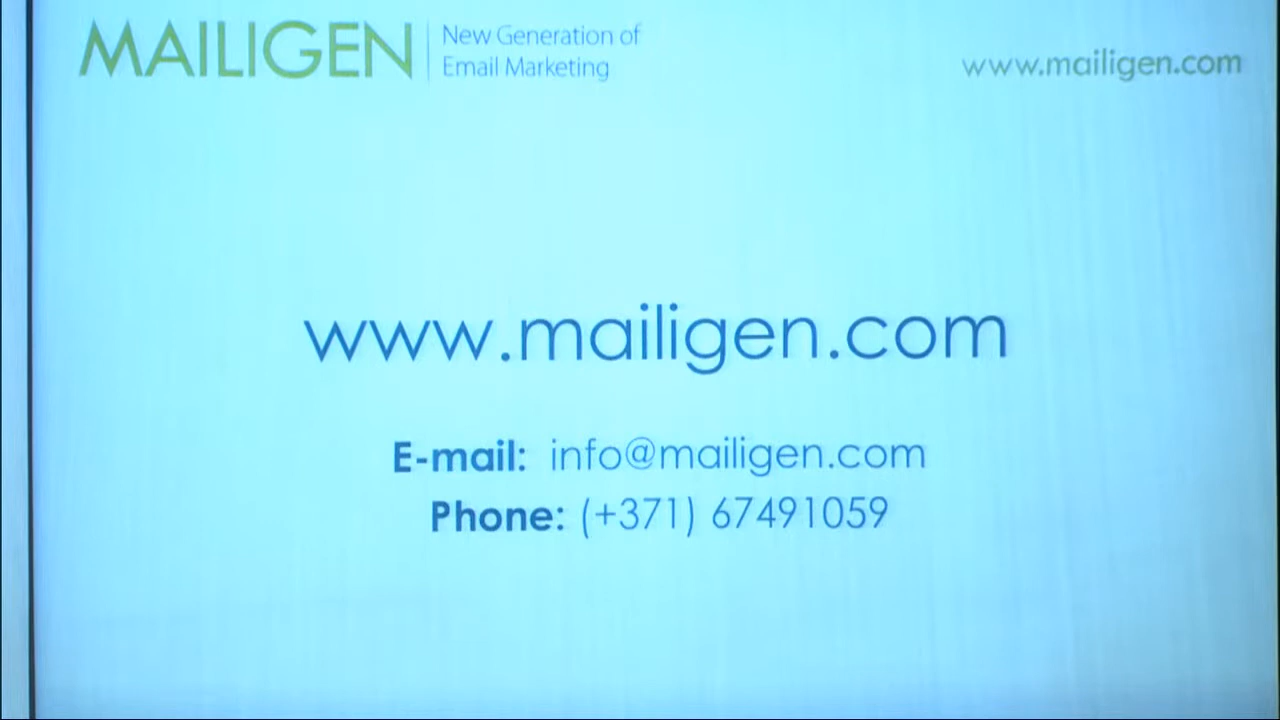 MAILIGEN
New Generation of
Email Marketing
www.mailigen.com
www.mailigen.com
E-mail: info@mailigen.com
Phone: (+371) 67491059